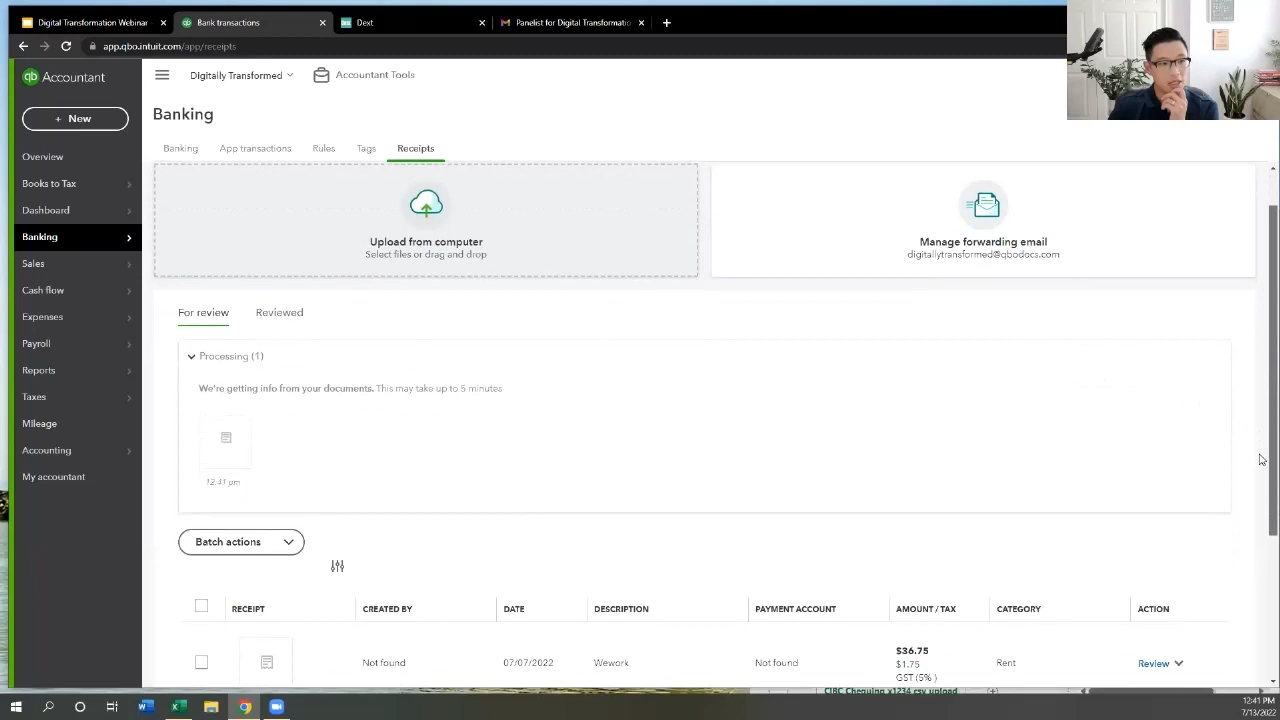 Digital Transformation Webinar
Bank transactions
Dext
Panelist for Digital Transformatio
app.qbo.intuit.com/app/receipts
qb Accountant
Digitally Transformed
Accountant Tools
+ New
Banking
Overview
Books to Tax
Dashboard
Banking
Sales
Cash flow
Expenses
Payroll
Reports
Taxes
Mileage
Accounting
My accountant
Banking
App transactions
Rules
Tags
Receipts
Upload from computer
Select files or drag and drop
Manage forwarding email
digitallytransformed@qbodocs.com
For review
Reviewed
Processing (1)
We're getting info from your documents. This may take up to 5 minutes
12:41 pm
Batch actions
RECEIPT CREATED BY DATE DESCRIPTION PAYMENT ACCOUNT AMOUNT / TAX CATEGORY ACTION
Not found 07/07/2022 Wework Not found $36.75 Rent Review
$1.75
GST (5% )
CIBC Chequing x1234 csv upload
12:41 PM
7/13/2022